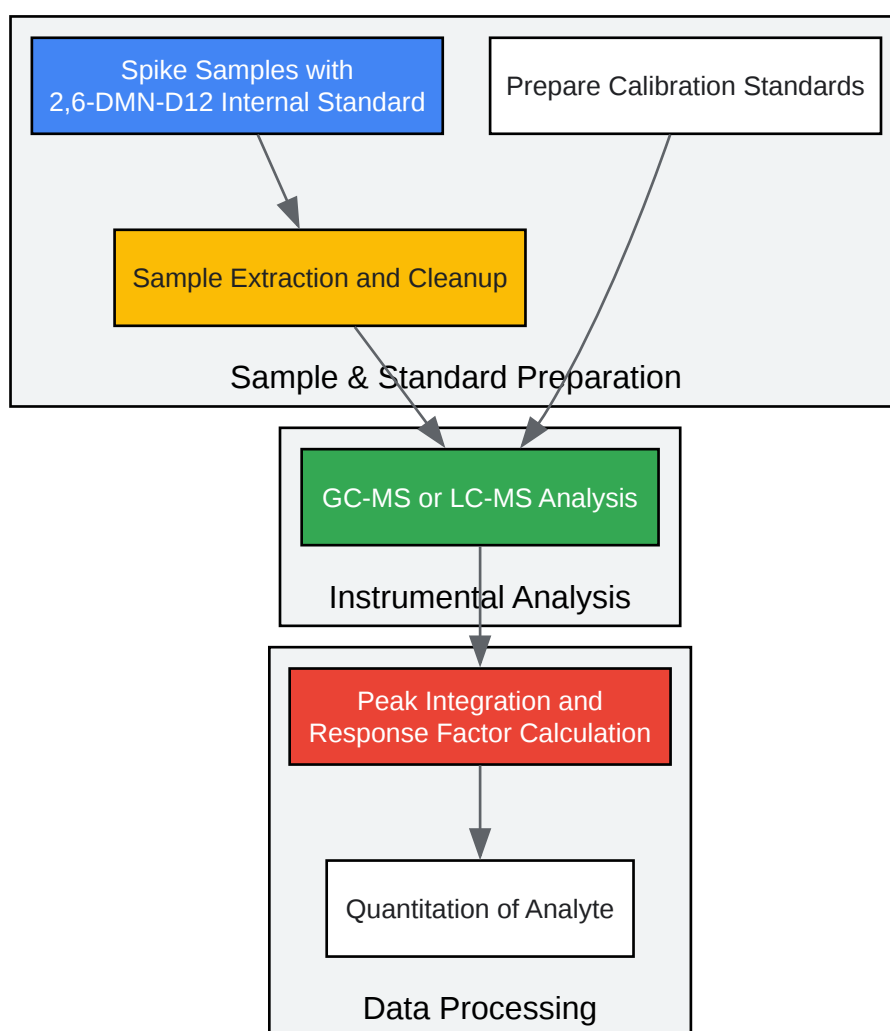 Spike Samples with
2,6-DMN-D12 Internal Standard
Prepare Calibration Standards
Sample Extraction and Cleanup
Sample & Standard Preparation
GC-MS or LC-MS Analysis
Instrumental Analysis
Peak Integration and
Response Factor Calculation
Quantitation of Analyte
Data Processing